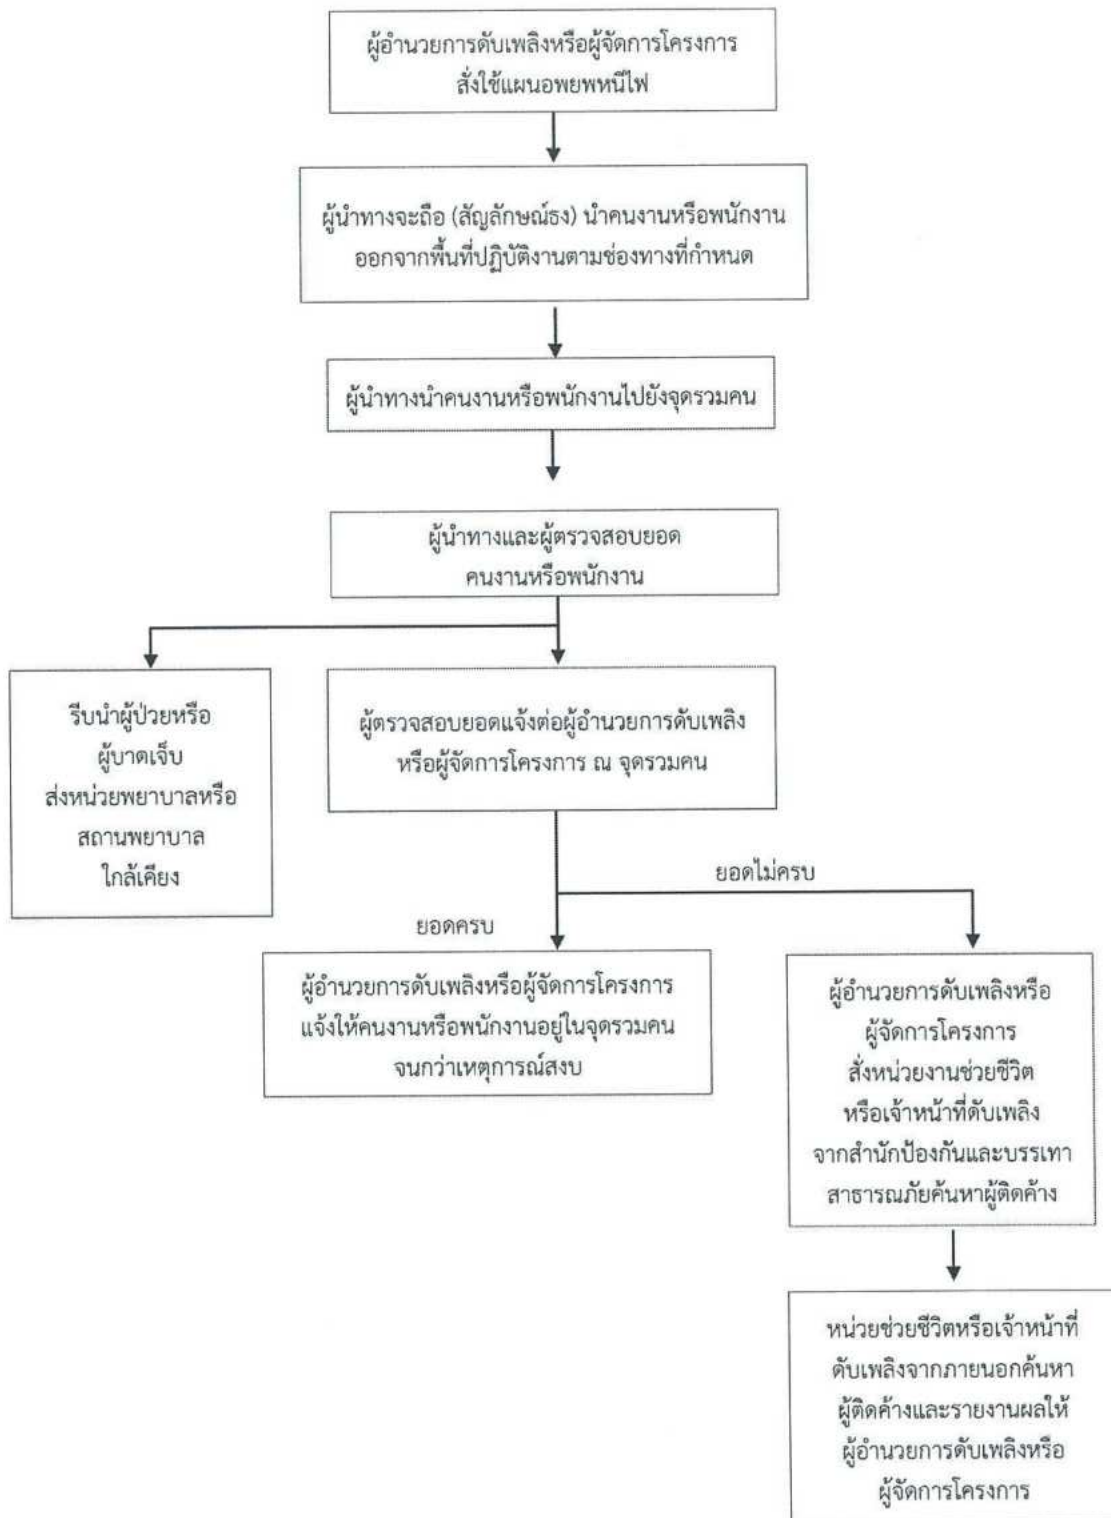 ผู้อำนวยการดับเพลิงหรือผู้จัดการโครงการ
สั่งใช้แผนอพยพหนีไฟ
ผู้นำทางจะถือ (สัญลักษณ์ธง) นำคนงานหรือพนักงาน
ออกจากพื้นที่ปฏิบัติงานตามช่องทางที่กำหนด
ผู้นำทางนำคนงานหรือพนักงานไปยังจุดรวมคน
ผู้นำทางและผู้ตรวจสอบยอด
คนงานหรือพนักงาน
รีบนำผู้ป่วยหรือ
ผู้บาดเจ็บ
ส่งหน่วยพยาบาลหรือ
สถานพยาบาล
ใกล้เคียง
ผู้ตรวจสอบยอดแจ้งต่อผู้อำนวยการดับเพลิง
หรือผู้จัดการโครงการ ณ จุดรวมคน
ยอดไม่ครบ
ยอดครบ
ผู้อำนวยการดับเพลิงหรือผู้จัดการโครงการ
แจ้งให้คนงานหรือพนักงานอยู่ในจุดรวมคน
จนกว่าเหตุการณ์สงบ
ผู้อำนวยการดับเพลิงหรือ
ผู้จัดการโครงการ
สั่งหน่วยงานช่วยชีวิต
หรือเจ้าหน้าที่ดับเพลิง
จากสำนักป้องกันและบรรเทา
สาธารณภัยค้นหาผู้ติดค้าง
หน่วยช่วยชีวิตหรือเจ้าหน้าที่
ดับเพลิงจากภายนอกค้นหา
ผู้ติดค้างและรายงานผลให้
ผู้อำนวยการดับเพลิงหรือ
ผู้จัดการโครงการ